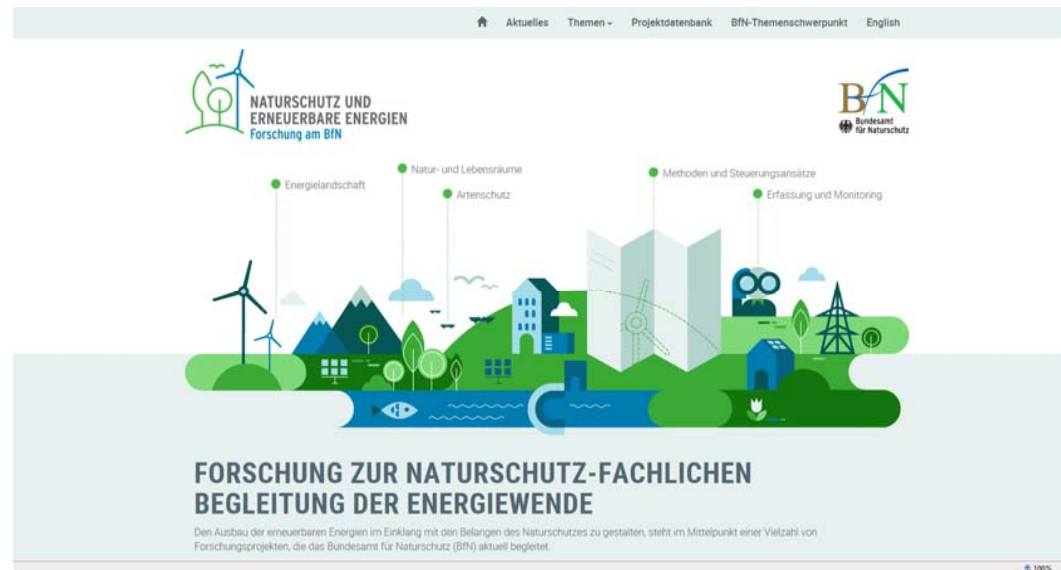 Aktuelles Themen Projektdatenbank BfN-Themenschwerpunkt English
NATURSCHUTZ UND
ERNEUERBARE ENERGIEN
Forschung am BfN
BfN
Bundesamt
für Naturschutz
Natur- und Lebensräume
Methoden und Steuerungsansätze
Energielandschaft
Artenschutz
Erfassung und Monitoring
FORSCHUNG ZUR NATURSCHUTZ-FACHLICHEN
BEGLEITUNG DER ENERGIEWENDE
Den Ausbau der erneuerbaren Energien im Einklang mit den Belangen des Naturschutzes zu gestalten, steht im Mittelpunkt einer Vielzahl von
Forschungsprojekten, die das Bundesamt für Naturschutz (BfN) aktuell begleitet.
100%